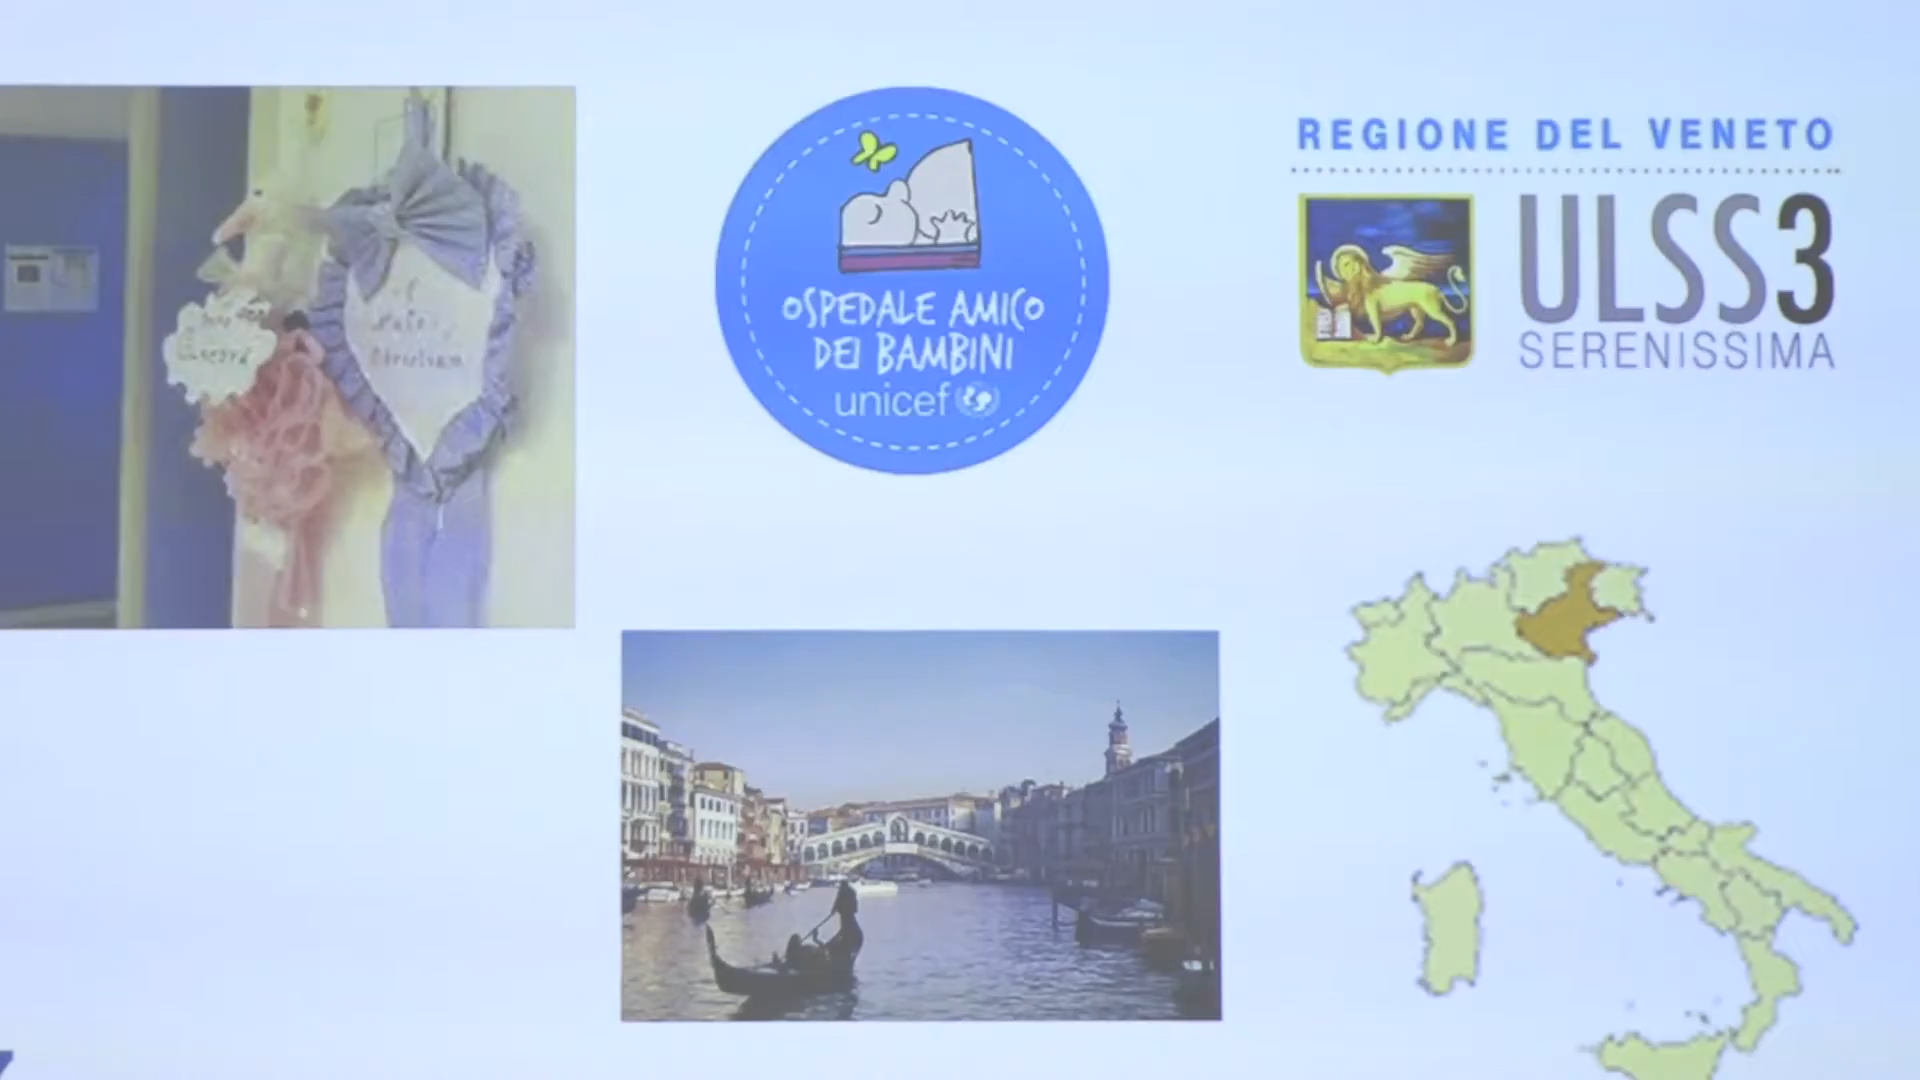 OSPEDALE AMICO
DEI BAMBINI
unicef
REGIONE DEL VENETO
ULSS3
SERENISSIMA